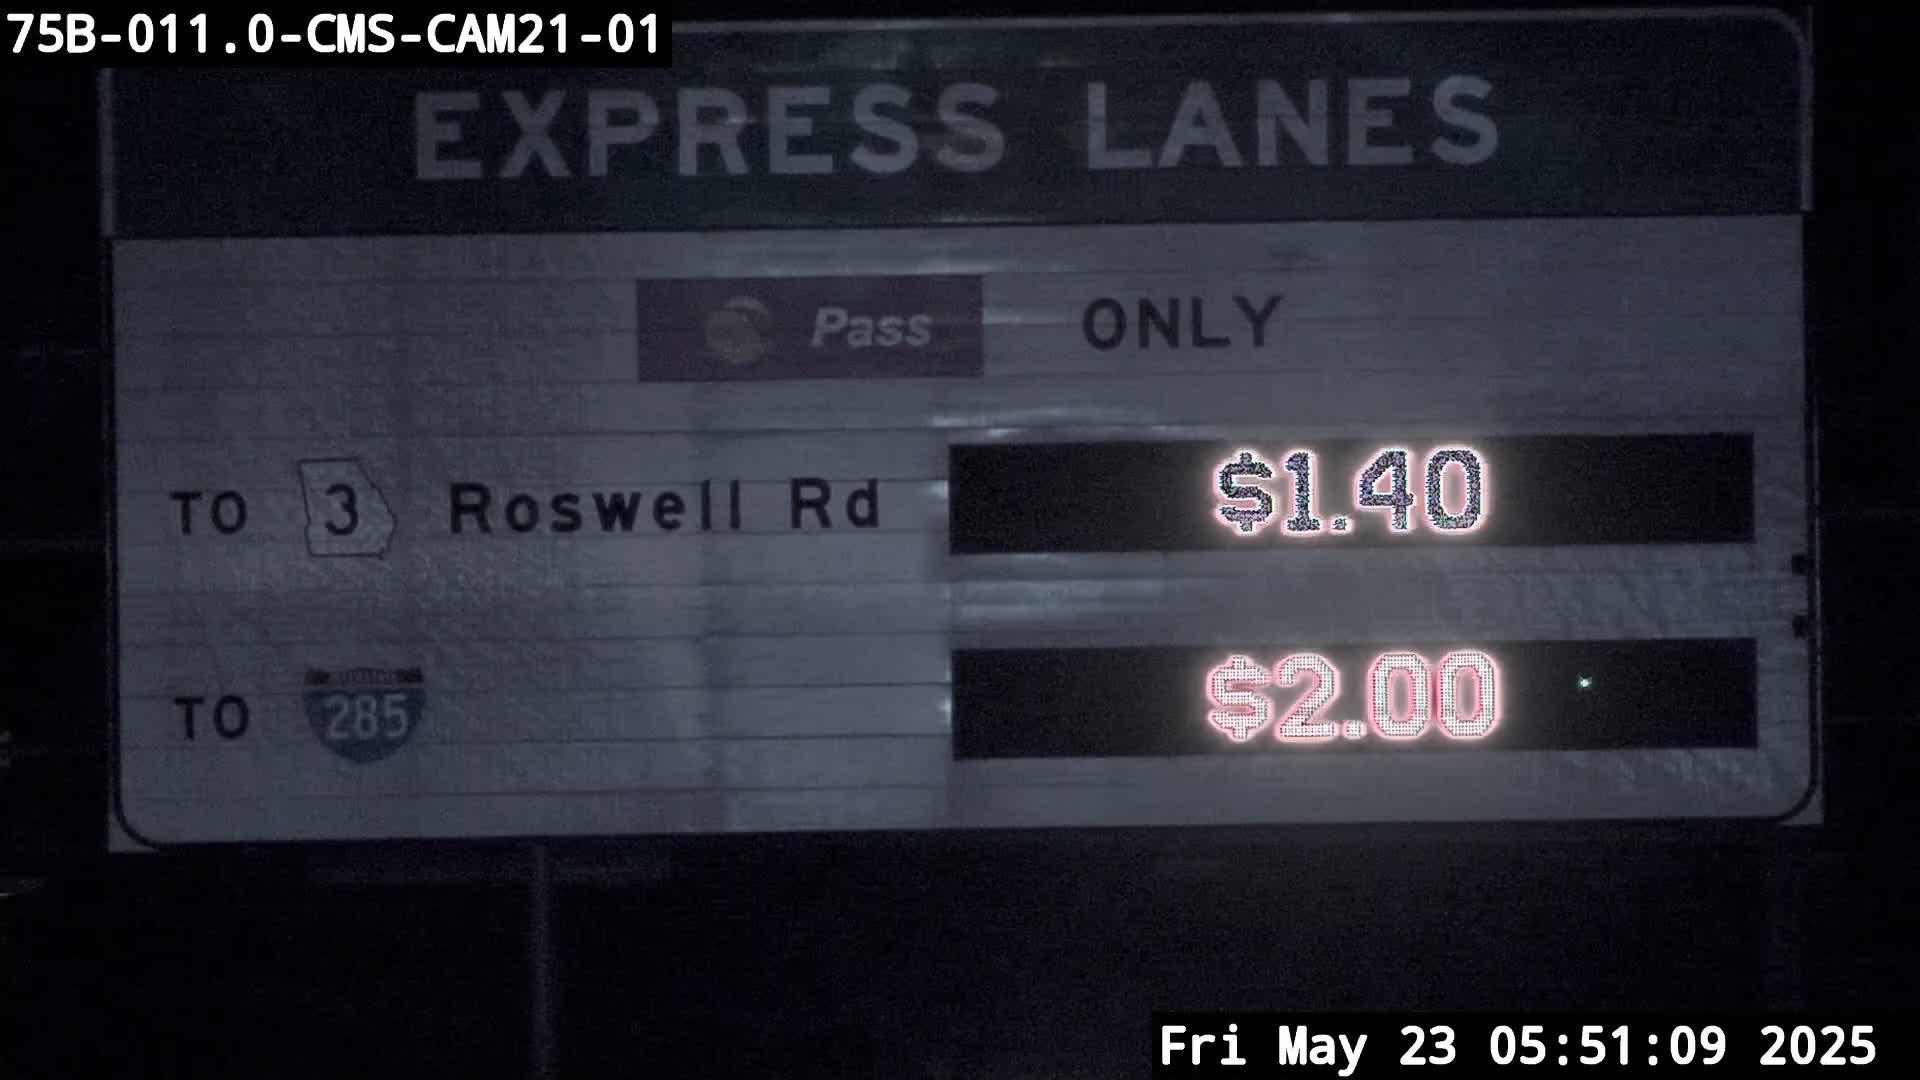 75B-011.0-CMS-CAM21-01
EXPRESS LANES
Pass ONLY
TO 3 Roswell Rd $1.40
TO 285 $2.00
Fri May 23 05:51:09 2025